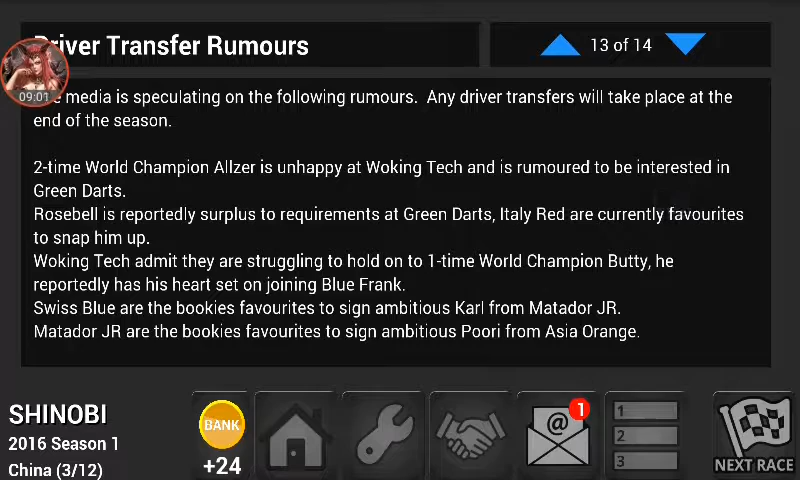 Driver Transfer Rumours
13 of 14
09:01
media is speculating on the following rumours. Any driver transfers will take place at the
end of the season.
2-time World Champion Allzer is unhappy at Woking Tech and is rumoured to be interested in
Green Darts.
Rosebell is reportedly surplus to requirements at Green Darts, Italy Red are currently favourites
to snap him up.
Woking Tech admit they are struggling to hold on to 1-time World Champion Butty, he
reportedly has his heart set on joining Blue Frank.
Swiss Blue are the bookies favourites to sign ambitious Karl from Matador JR.
Matador JR are the bookies favourites to sign ambitious Poori from Asia Orange.
SHINOBI
2016 Season 1
China (3/12)
BANK
+24
@
1
1
2
3
NEXT RACE